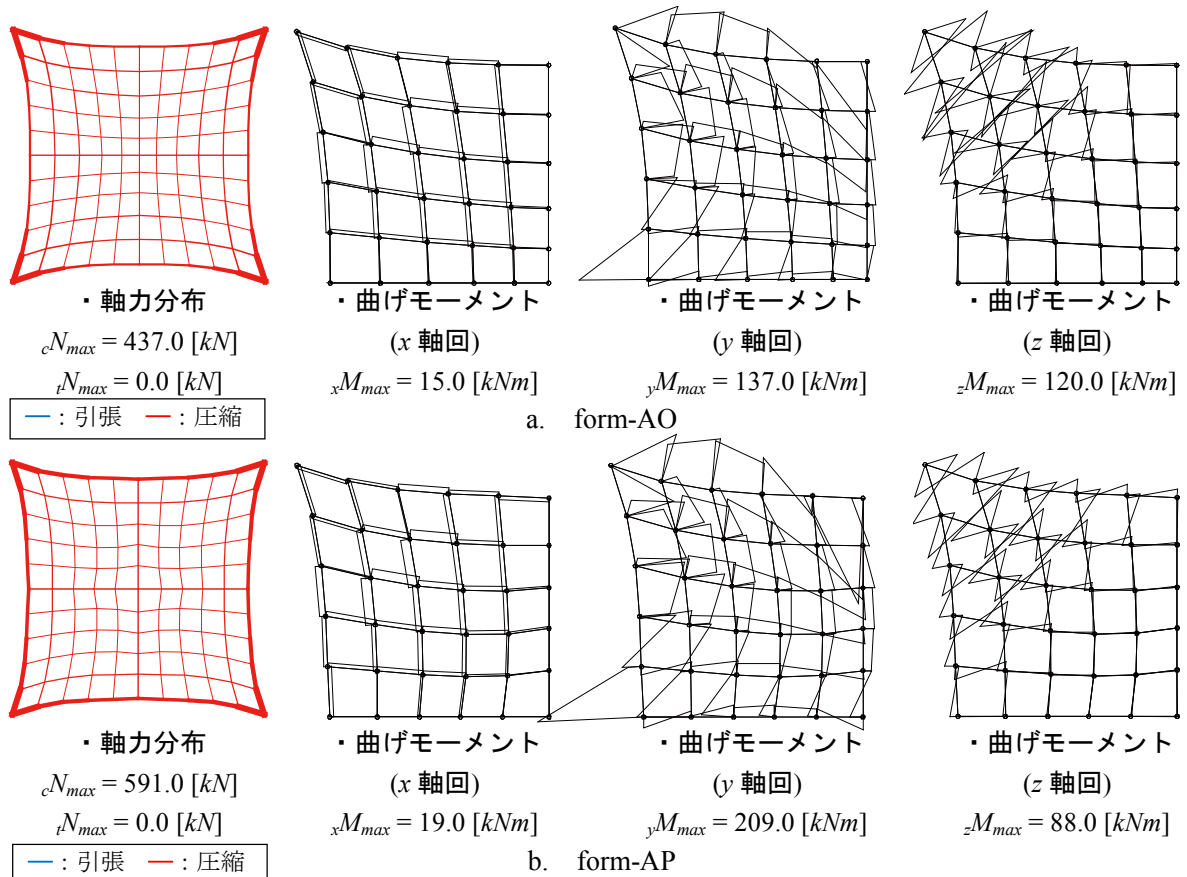 ・軸力分布 ・曲げモーメント ・曲げモーメント ・曲げモーメント
cNmax = 437.0 [kN] (x 軸回) (y 軸回) (z 軸回)
tNmax = 0.0 [kN] xMmax = 15.0 [kNm] yMmax = 137.0 [kNm] zMmax = 120.0 [kNm]
—：引張 —：圧縮
a. form-AO
・軸力分布 ・曲げモーメント ・曲げモーメント ・曲げモーメント
cNmax = 591.0 [kN] (x 軸回) (y 軸回) (z 軸回)
tNmax = 0.0 [kN] xMmax = 19.0 [kNm] yMmax = 209.0 [kNm] zMmax = 88.0 [kNm]
—：引張 —：圧縮
b. form-AP